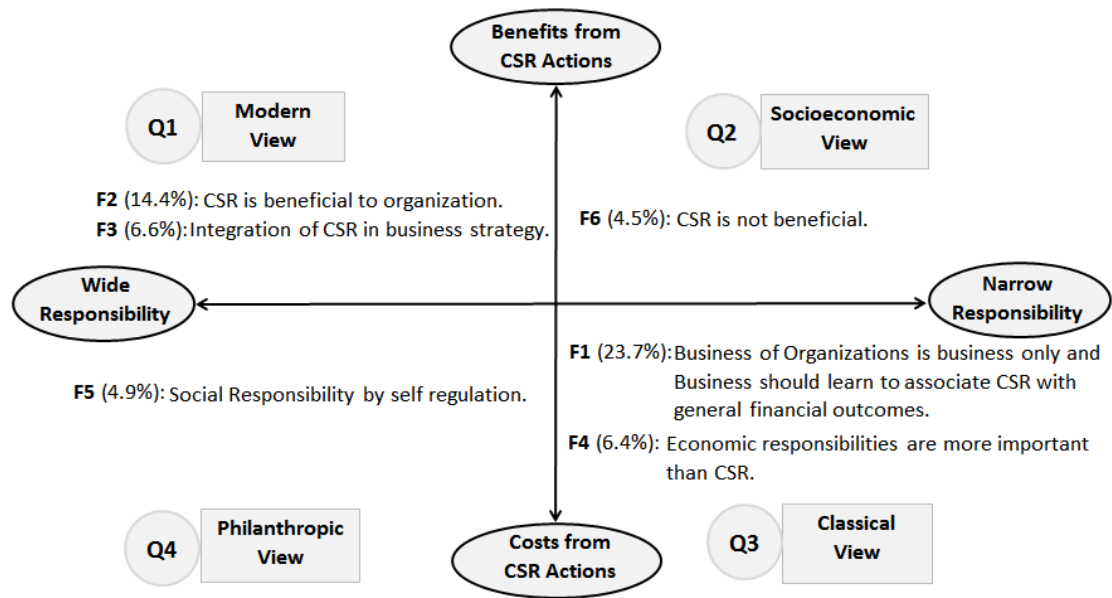 Benefits from
CSR Actions
Q1
Modern
View
Q2
Socioeconomic
View
F2 (14.4%): CSR is beneficial to organization.
F3 (6.6%): Integration of CSR in business strategy.
F6 (4.5%): CSR is not beneficial.
Wide
Responsibility
Narrow
Responsibility
F5 (4.9%): Social Responsibility by self regulation.
F1 (23.7%): Business of Organizations is business only and
Business should learn to associate CSR with
general financial outcomes.
F4 (6.4%): Economic responsibilities are more important
than CSR.
Q4
Philanthropic
View
Costs from
CSR Actions
Q3
Classical
View